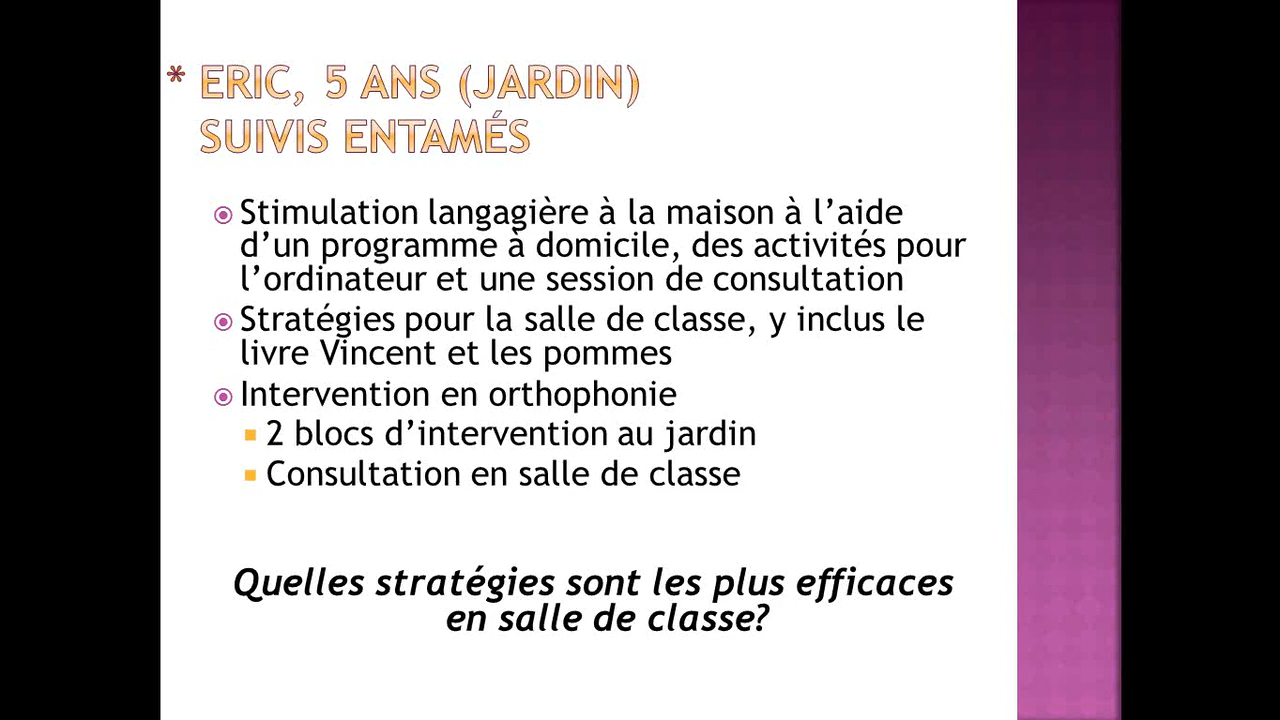 * ERIC, 5 ANS (JARDIN)
SUIVIS ENTAMÉS
Stimulation langagière à la maison à l’aide
d’un programme à domicile, des activités pour
l’ordinateur et une session de consultation
Stratégies pour la salle de classe, y inclus le
livre Vincent et les pommes
Intervention en orthophonie
2 blocs d’intervention au jardin
Consultation en salle de classe
Quelles stratégies sont les plus efficaces
en salle de classe?